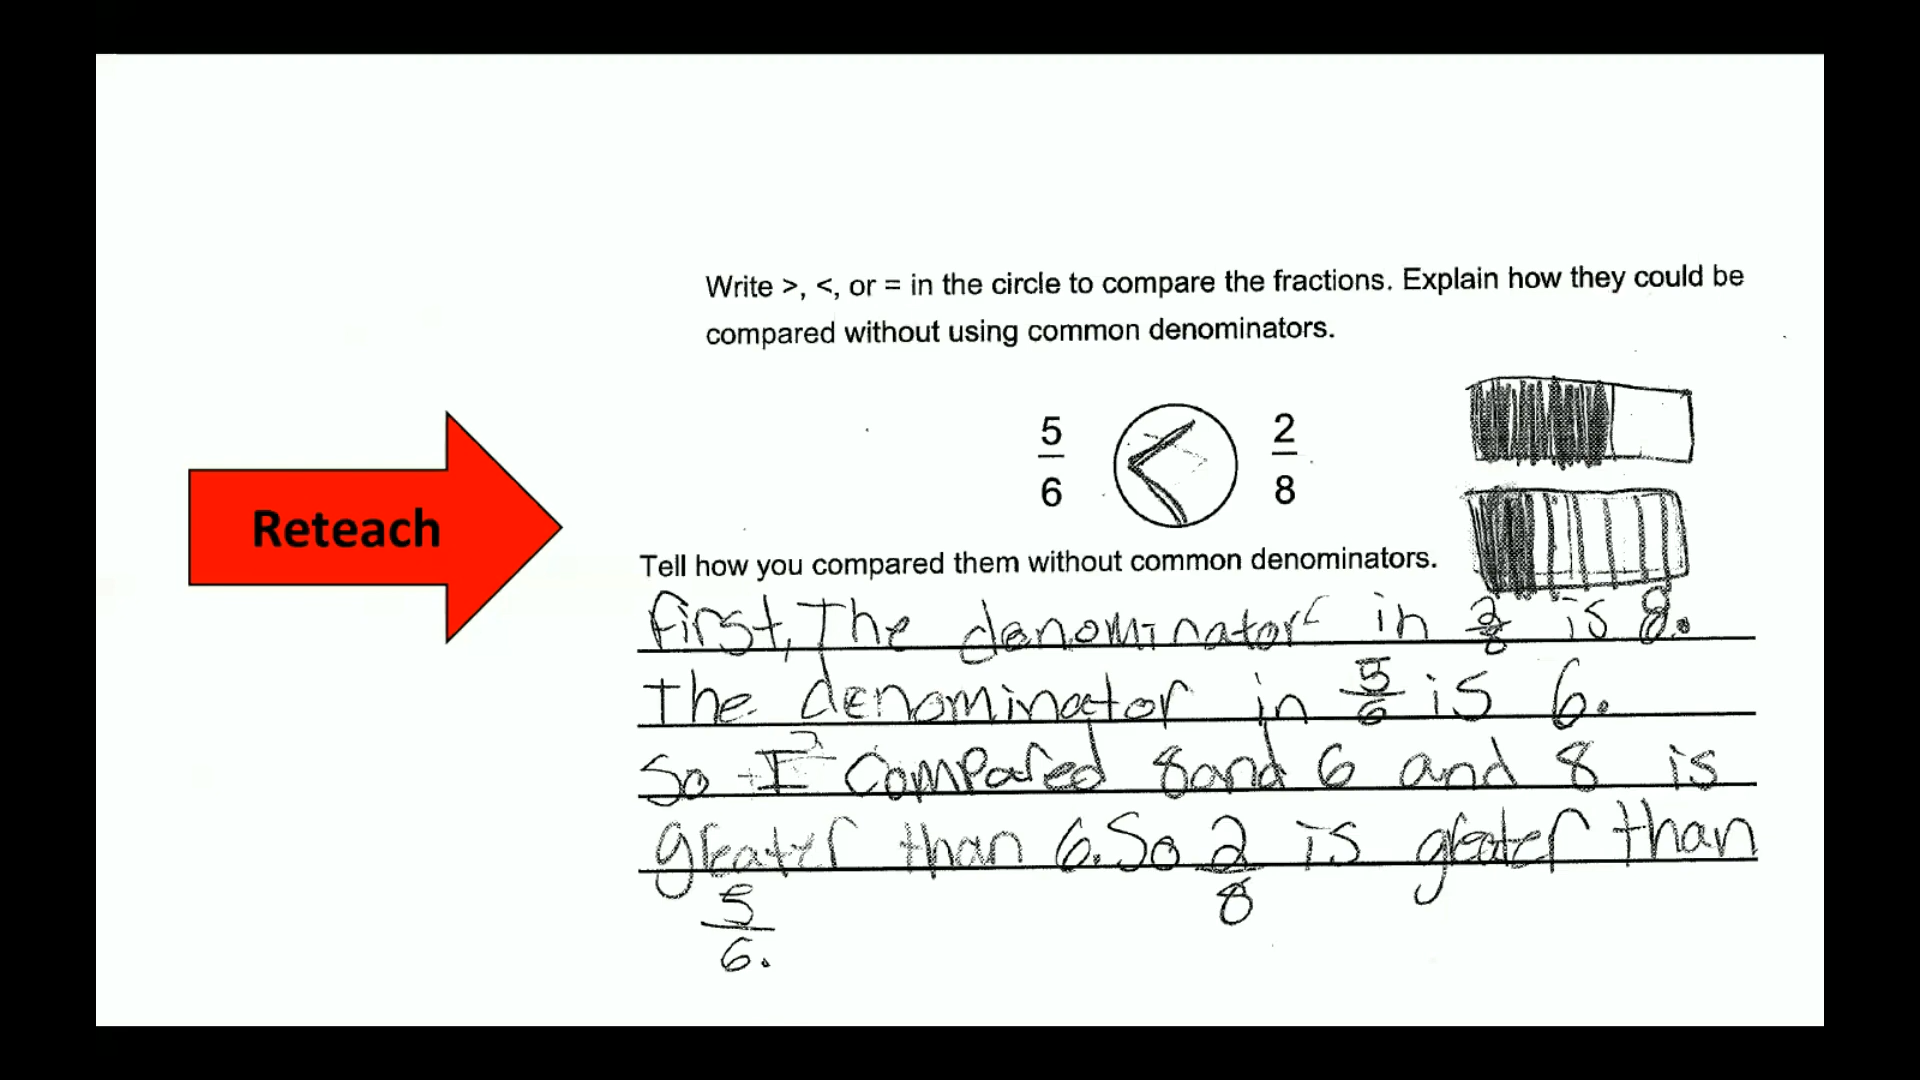 Write >, <, or = in the circle to compare the fractions. Explain how they could be
compared without using common denominators.
5/6 < 2/8
Reteach
Tell how you compared them without common denominators.
First, The denominator in 2/8 is 8.
The denominator in 5/6 is 6.
So I compared 8 and 6 and 8 is
greater than 6. So 2/8 is greater than
5/6.